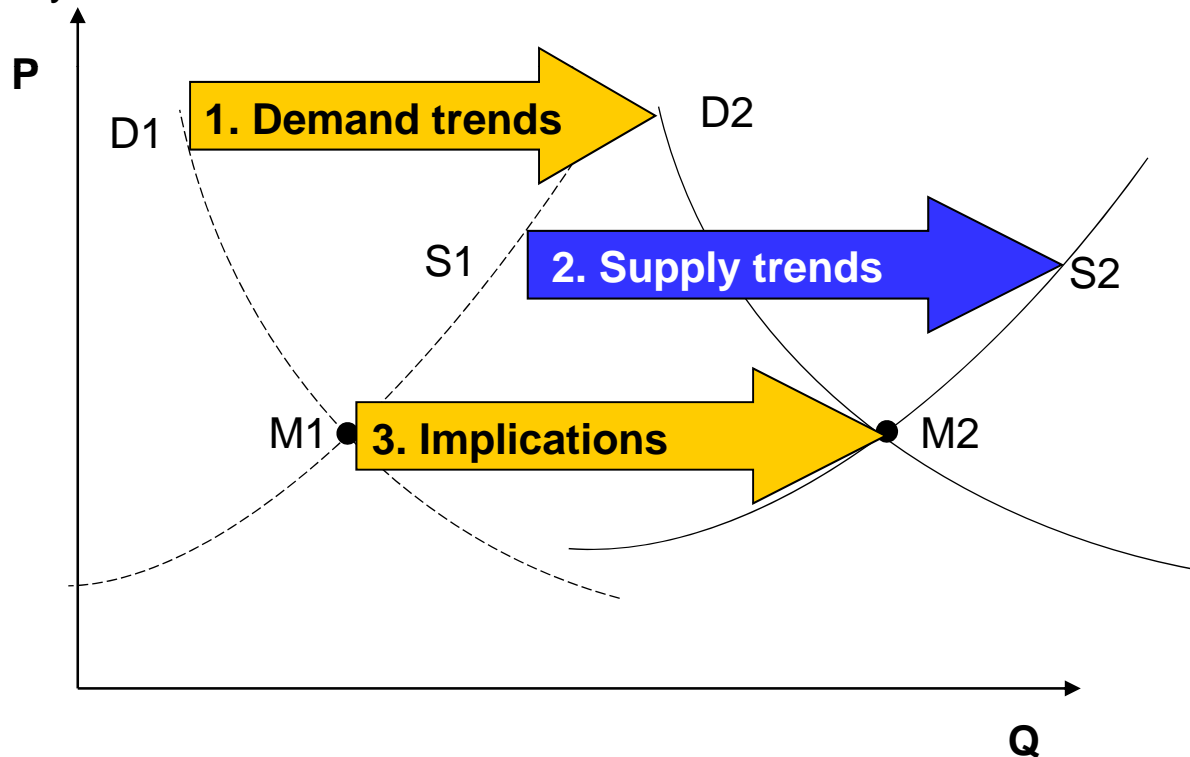 P
D1
1. Demand trends
D2
S1
2. Supply trends
S2
M1
3. Implications
M2
Q